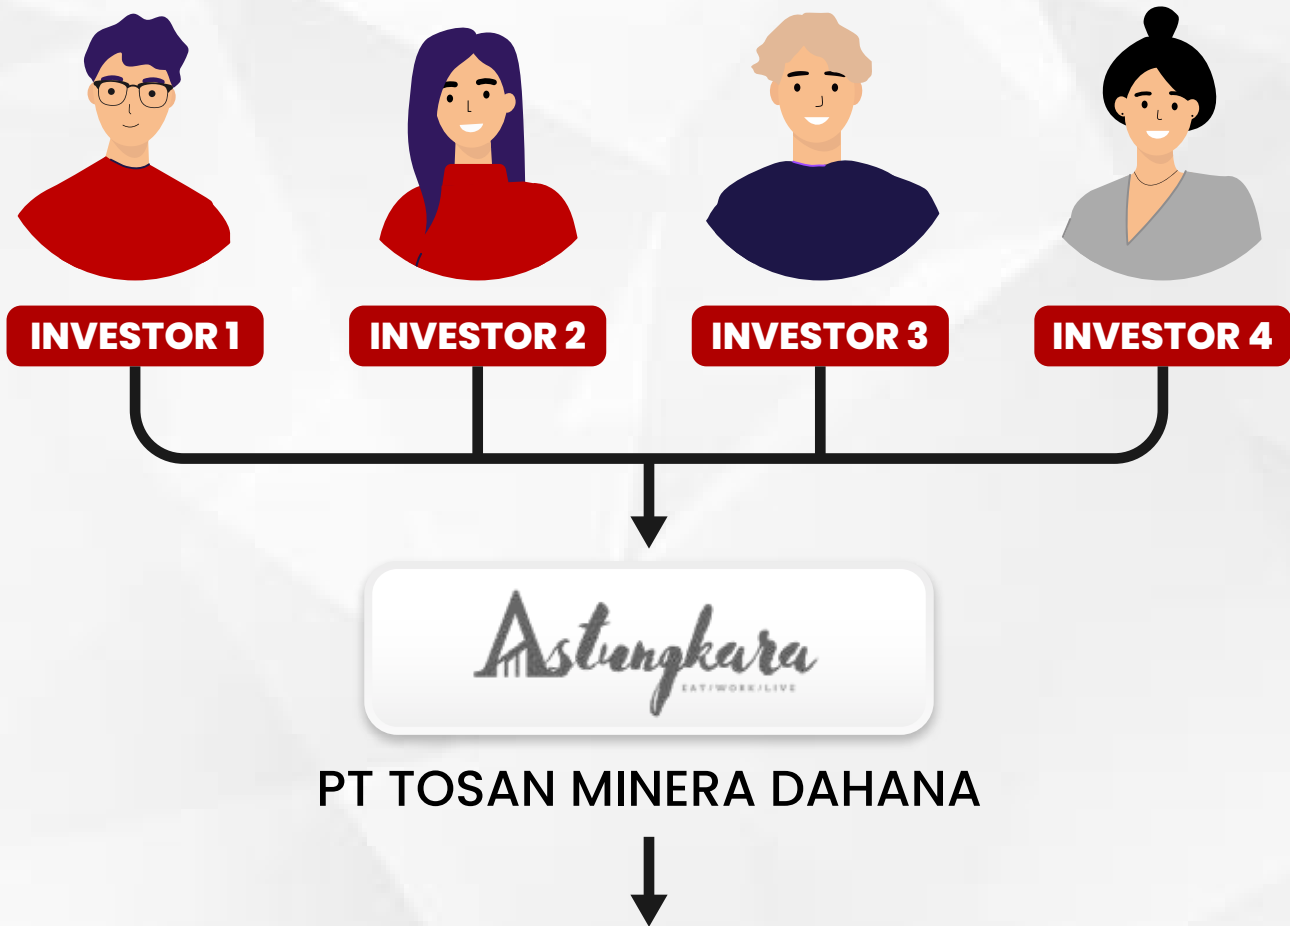 INVESTOR 1
INVESTOR 2
INVESTOR 3
INVESTOR 4
Astungkara
EAT/WORK/LIVE
PT TOSAN MINERA DAHANA